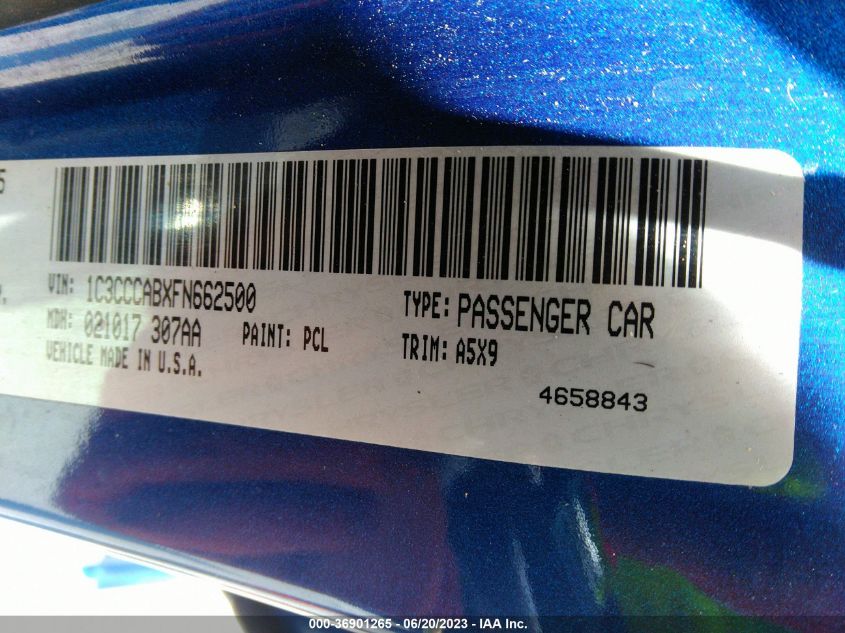 5
VIN: 1C3CCCABXFN662500
TYPE: PASSENGER CAR
MDH: 021017 307AA
PAINT: PCL
TRIM: A5X9
VEHICLE MADE IN U.S.A.
4658843
000-36901265 - 06/20/2023 - IAA Inc.